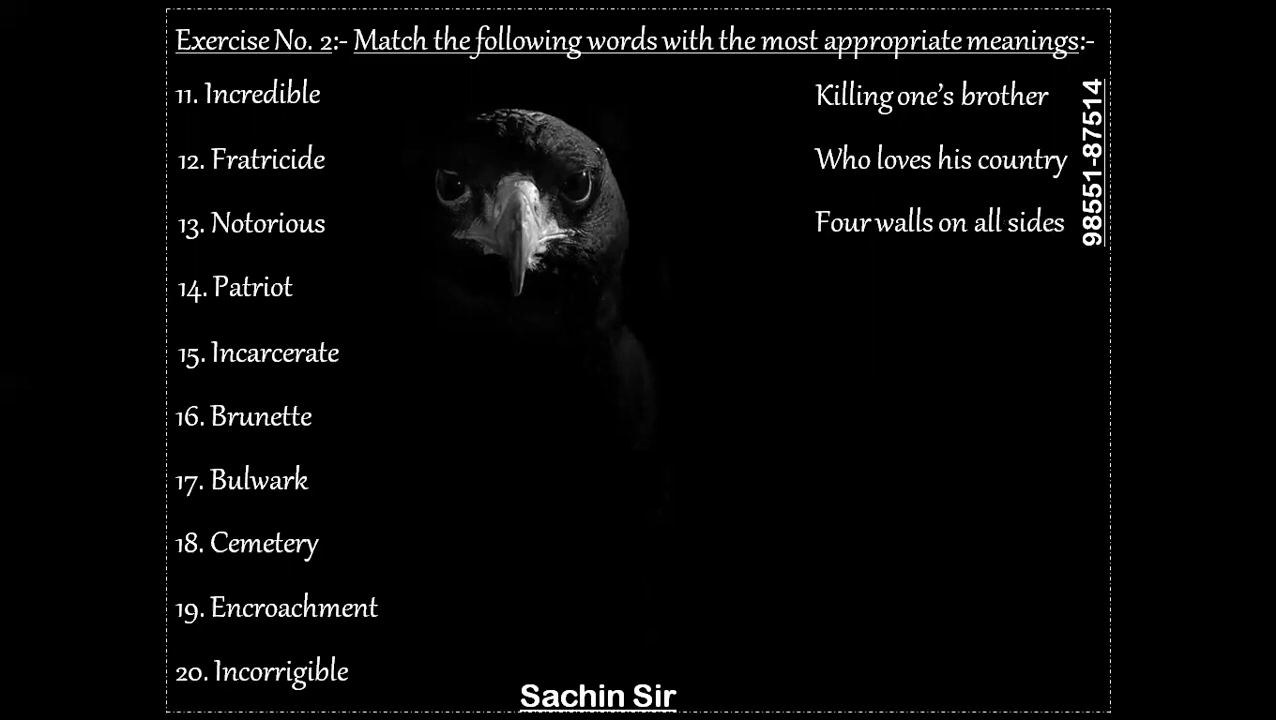 Exercise No. 2:- Match the following words with the most appropriate meanings:-
11. Incredible
Killing one’s brother
12. Fratricide
Who loves his country
13. Notorious
Four walls on all sides
14. Patriot
15. Incarcerate
16. Brunette
17. Bulwark
18. Cemetery
19. Encroachment
20. Incorrigible
98551-87514
Sachin Sir